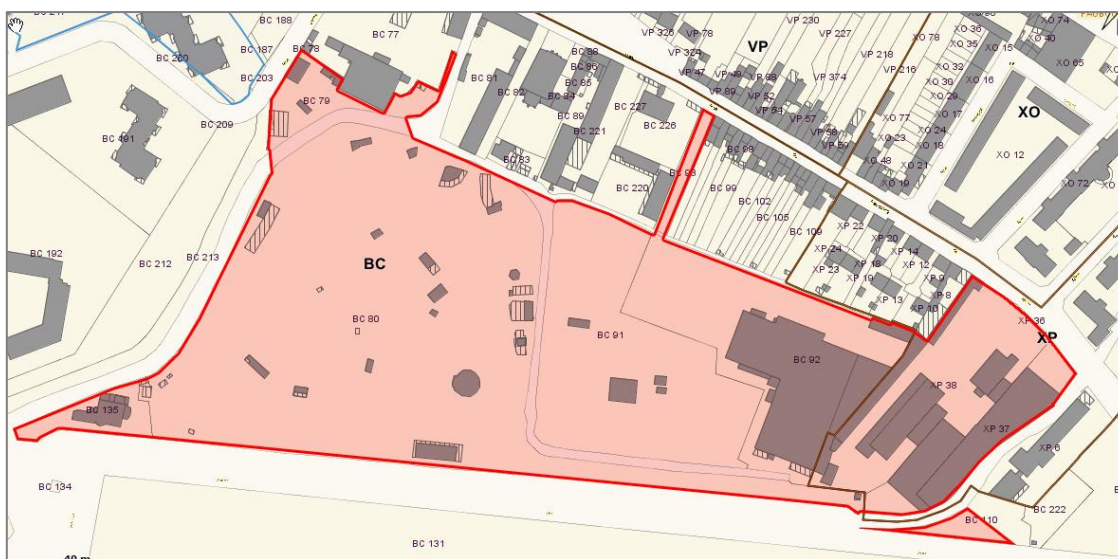 BC 188
BC 187
BC 200
BC 203
BC 209
BC 78
BC 77
BC 79
BC 81
BC 82
BC 88
BC 86
BC 85
BC 84
BC 89
BC 221
BC 227
BC 226
BC 83
BC 220
BC 93
BC 98
BC 99
BC 102
BC 105
BC 109
VP 326
VP 78
VP 324
VP 47
VP 230
VP
VP 227
VP 218
VP 216
VP 374
VP 49
VP 89
VP 98
VP 52
VP 54
VP 57
VP 58
VP 59
XO 78
XO 36
XO 35
XO 15
XO 74
XO 40
XO 65
XO 32
XO 30
XO 16
XO 29
XO 17
XO 77
XO 23
XO 24
XO 18
XO 48
XO 21
XO 19
XO
XO 12
XO 72
BC 491
BC 192
BC 212
BC 213
BC
BC 80
BC 91
BC 92
XP 22
XP 20
XP 24
XP 14
XP 18
XP 12
XP 23
XP 19
XP 9
XP 13
XP 8
XP 10
XP 36
XP
XP 38
XP 37
XP 6
BC 135
BC 134
BC 131
BC 110
BC 222
40 m